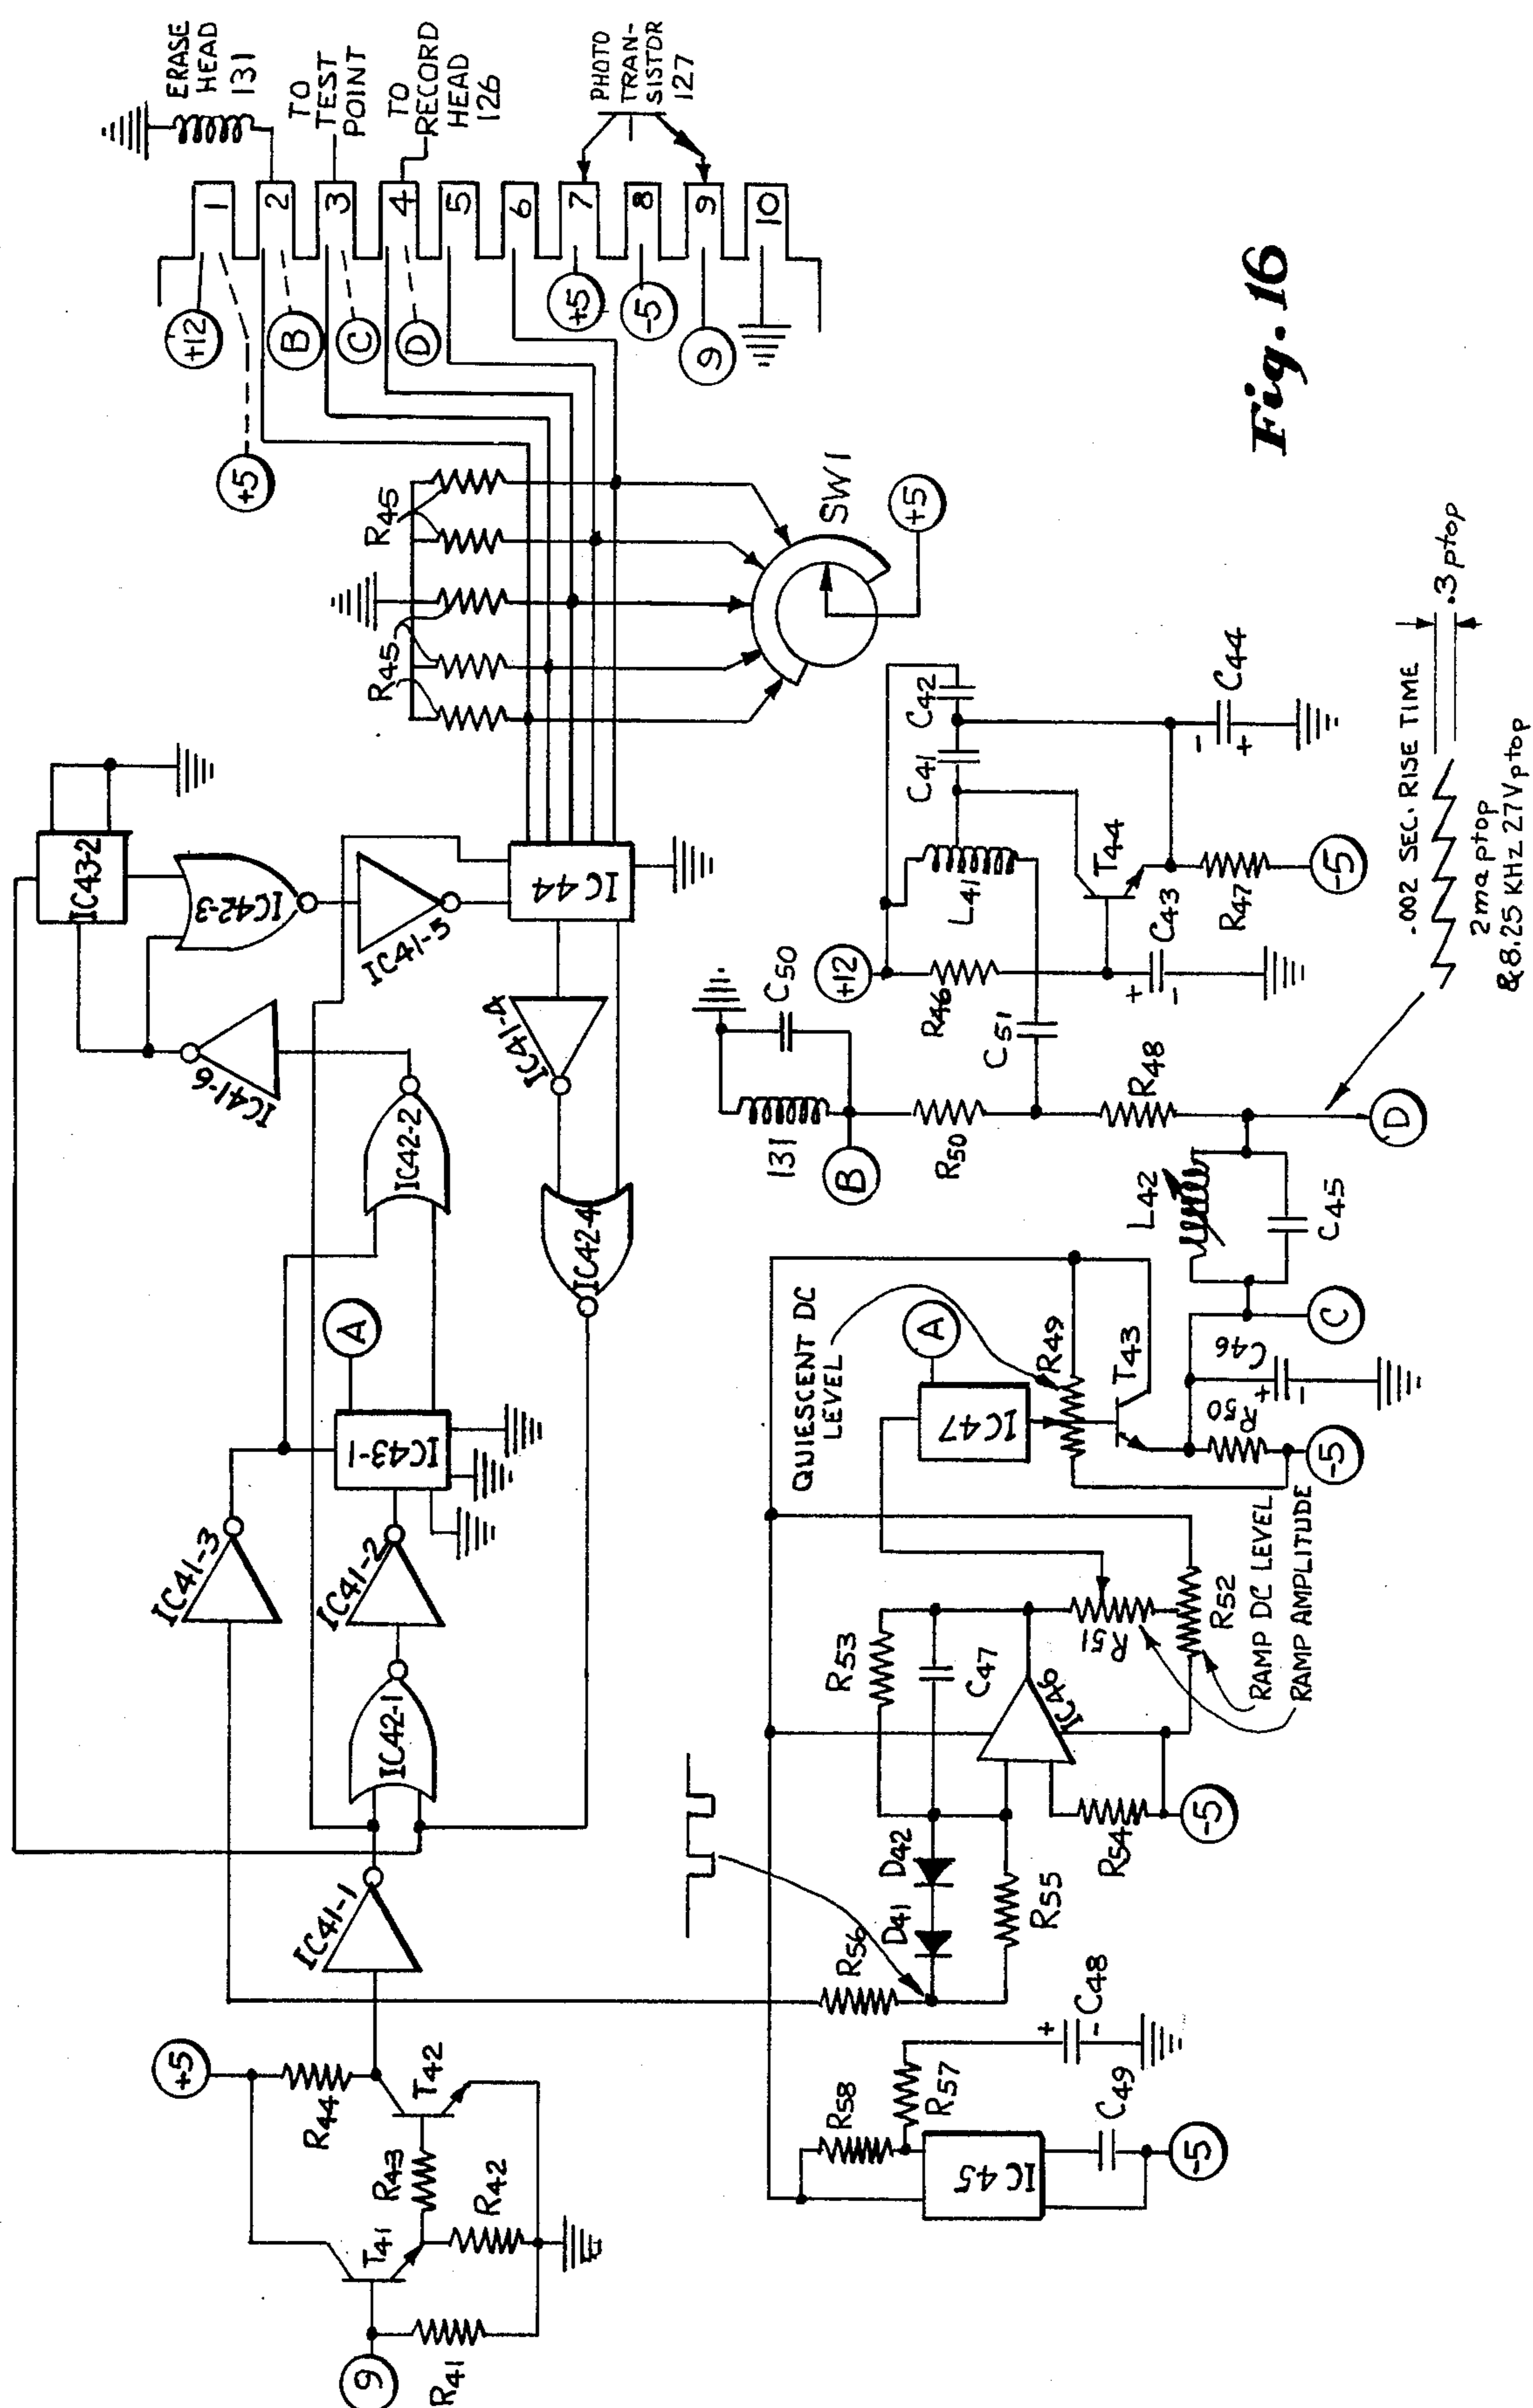 ERASE
HEAD
131
TO
TEST
POINT
TO
RECORD
HEAD
126
PHOTO
TRAN-
SISTOR
127
1
2
3
4
5
6
7
8
9
10
+12
+5
B
C
D
+5
-5
9
R45
R45
SW1
+5
IC43-2
IC42-3
IC41-5
IC44
IC41-6
IC41-4
IC42-2
IC42-4
A
IC43-1
IC41-3
IC41-2
IC42-1
IC41-1
+5
R44
T42
R43
T41
R42
R41
9
Fig. 16
C42
C41
C44
L41
T44
C43
R47
-5
+12
R46
C50
C51
131
B
R50
R48
D
.002 SEC. RISE TIME
.3 ptop
2ma ptop
&8.25 KHz 27Vptop
L42
C45
QUIESCENT DC
LEVEL
A
IC47
R49
T43
C46
C
R50
-5
R53
C47
R51
R52
IC46
RAMP DC LEVEL
RAMP AMPLITUDE
D42
D41
R54
-5
R55
R56
R58
R57
C48
IC45
C49
-5
+
-
+
-
+
-
+
-